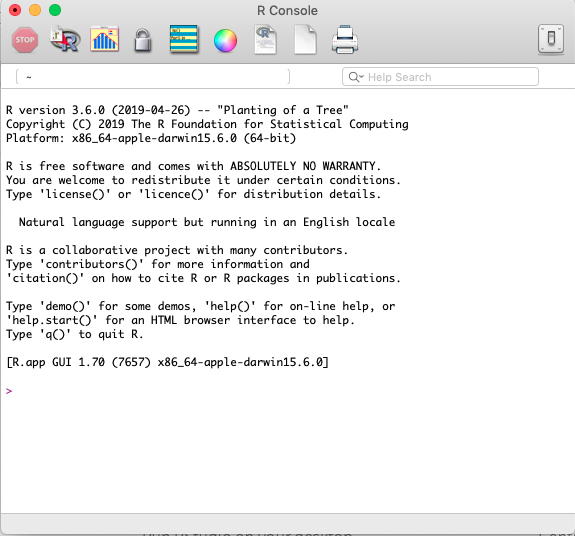 R Console
STOP
~
Help Search
R version 3.6.0 (2019-04-26) -- "Planting of a Tree"
Copyright (C) 2019 The R Foundation for Statistical Computing
Platform: x86_64-apple-darwin15.6.0 (64-bit)
R is free software and comes with ABSOLUTELY NO WARRANTY.
You are welcome to redistribute it under certain conditions.
Type 'license()' or 'licence()' for distribution details.
Natural language support but running in an English locale
R is a collaborative project with many contributors.
Type 'contributors()' for more information and
'citation()' on how to cite R or R packages in publications.
Type 'demo()' for some demos, 'help()' for on-line help, or
'help.start()' for an HTML browser interface to help.
Type 'q()' to quit R.
[R.app GUI 1.70 (7657) x86_64-apple-darwin15.6.0]
>